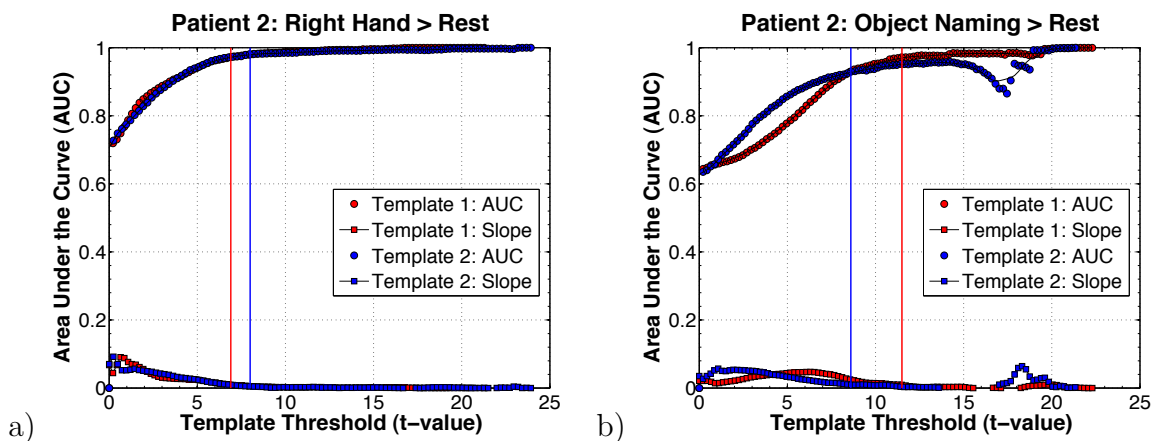 Patient 2: Right Hand > Rest
Area Under the Curve (AUC)
1
0.8
0.6
0.4
0.2
0
0 5 10 15 20 25
Template Threshold (t−value)
Template 1: AUC
Template 1: Slope
Template 2: AUC
Template 2: Slope
a)
Patient 2: Object Naming > Rest
Area Under the Curve (AUC)
1
0.8
0.6
0.4
0.2
0
0 5 10 15 20 25
Template Threshold (t−value)
Template 1: AUC
Template 1: Slope
Template 2: AUC
Template 2: Slope
b)